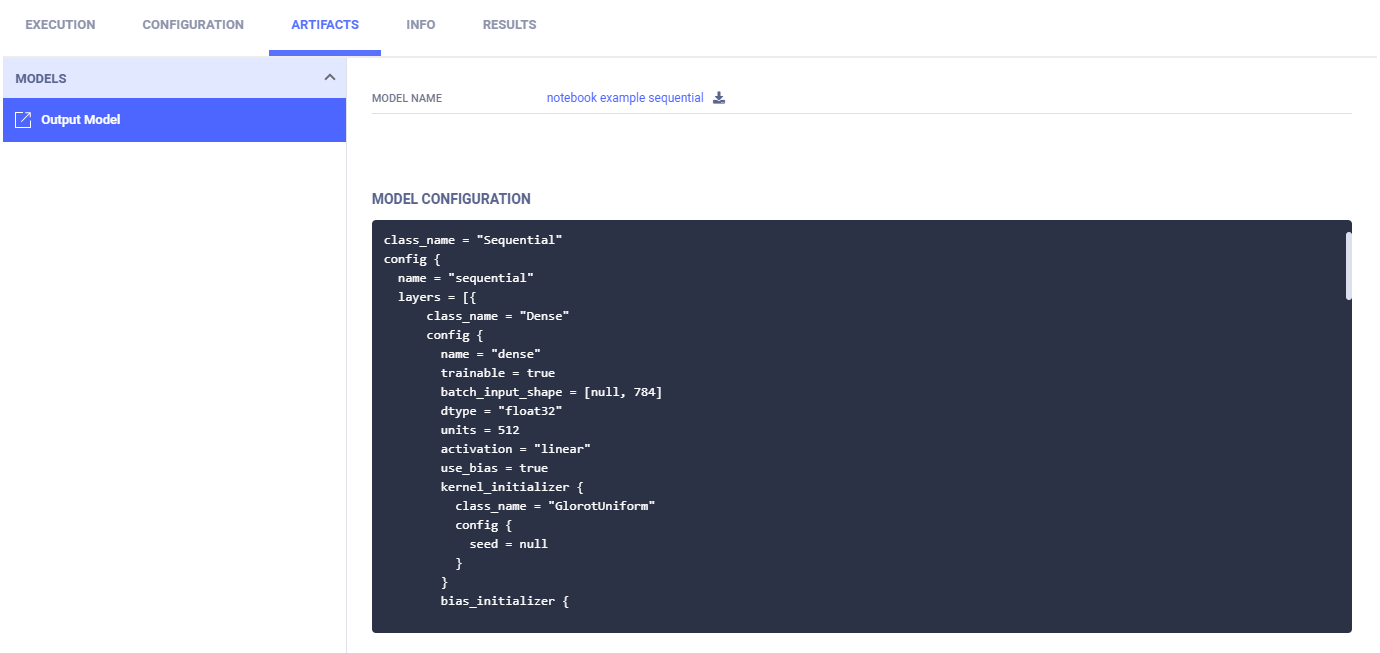 EXECUTION CONFIGURATION ARTIFACTS INFO RESULTS
MODELS
Output Model
MODEL NAME notebook example sequential
MODEL CONFIGURATION
class_name = "Sequential"
config {
  name = "sequential"
  layers = [{
      class_name = "Dense"
      config {
        name = "dense"
        trainable = true
        batch_input_shape = [null, 784]
        dtype = "float32"
        units = 512
        activation = "linear"
        use_bias = true
        kernel_initializer {
          class_name = "GlorotUniform"
          config {
            seed = null
          }
        }
        bias_initializer {